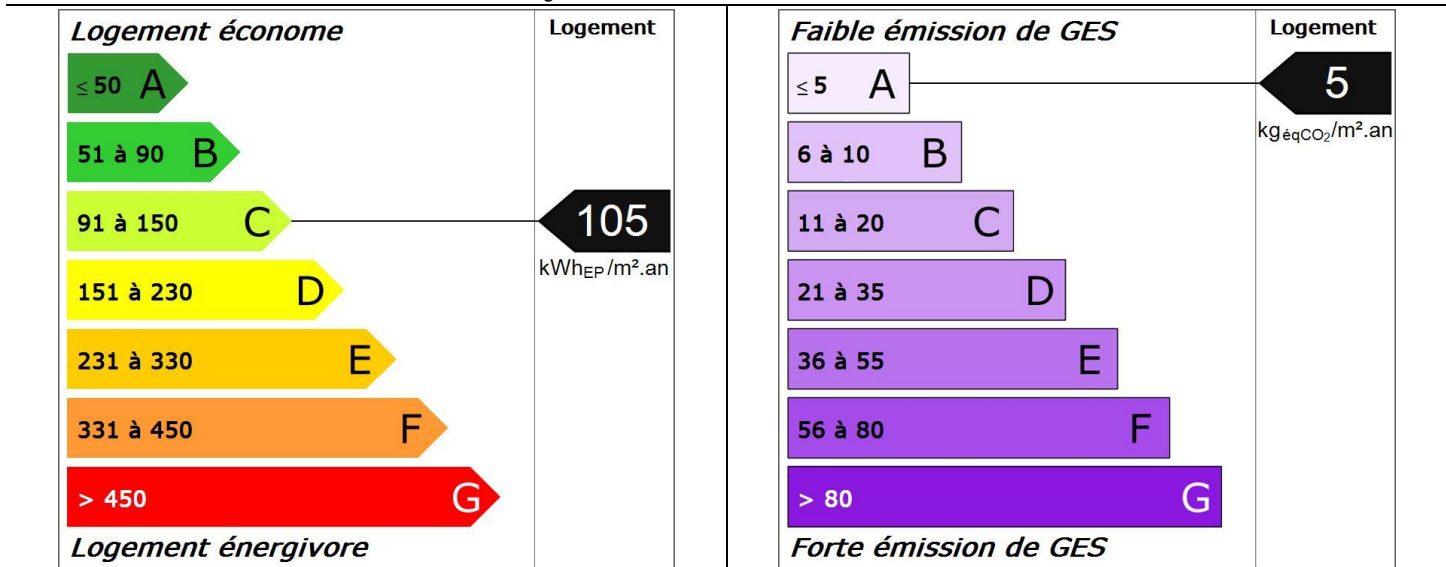 Logement économe
Logement
≤ 50 A
51 à 90 B
91 à 150 C
105
kWhEP/m².an
151 à 230 D
231 à 330 E
331 à 450 F
> 450 G
Logement énergivore
Faible émission de GES
Logement
≤ 5 A
5
kgéqCO2/m².an
6 à 10 B
11 à 20 C
21 à 35 D
36 à 55 E
56 à 80 F
> 80 G
Forte émission de GES